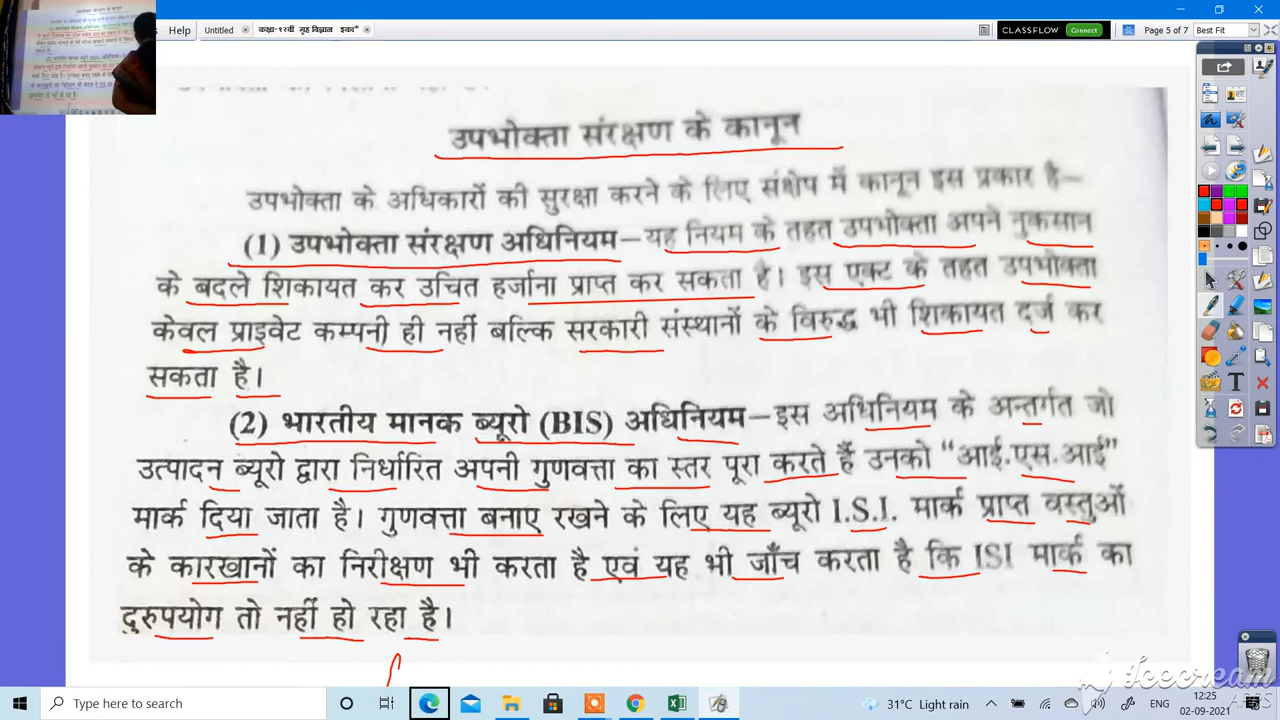 Help
Untitled
कक्षा-१२वीं गृह विज्ञान इका"
CLASSFLOW Connect
Page 5 of 7
Best Fit
उपभोक्ता संरक्षण के कानून
उपभोक्ता के अधिकारों की सुरक्षा करने के लिए संक्षेप में कानून इस प्रकार है–
(1) उपभोक्ता संरक्षण अधिनियम–यह नियम के तहत उपभोक्ता अपने नुकसान
के बदले शिकायत कर उचित हर्जाना प्राप्त कर सकता है। इस एक्ट के तहत उपभोक्ता
केवल प्राइवेट कम्पनी ही नहीं बल्कि सरकारी संस्थानों के विरुद्ध भी शिकायत दर्ज कर
सकता है।
(2) भारतीय मानक ब्यूरो (BIS) अधिनियम–इस अधिनियम के अन्तर्गत जो
उत्पादन ब्यूरो द्वारा निर्धारित अपनी गुणवत्ता का स्तर पूरा करते हैं उनको "आई.एस.आई"
मार्क दिया जाता है। गुणवत्ता बनाए रखने के लिए यह ब्यूरो I.S.I. मार्क प्राप्त वस्तुओं
के कारखानों का निरीक्षण भी करता है एवं यह भी जाँच करता है कि ISI मार्क का
दुरुपयोग तो नहीं हो रहा है।
Icecream
APPS
Type here to search
31°C Light rain
ENG
12:25
02-09-2021